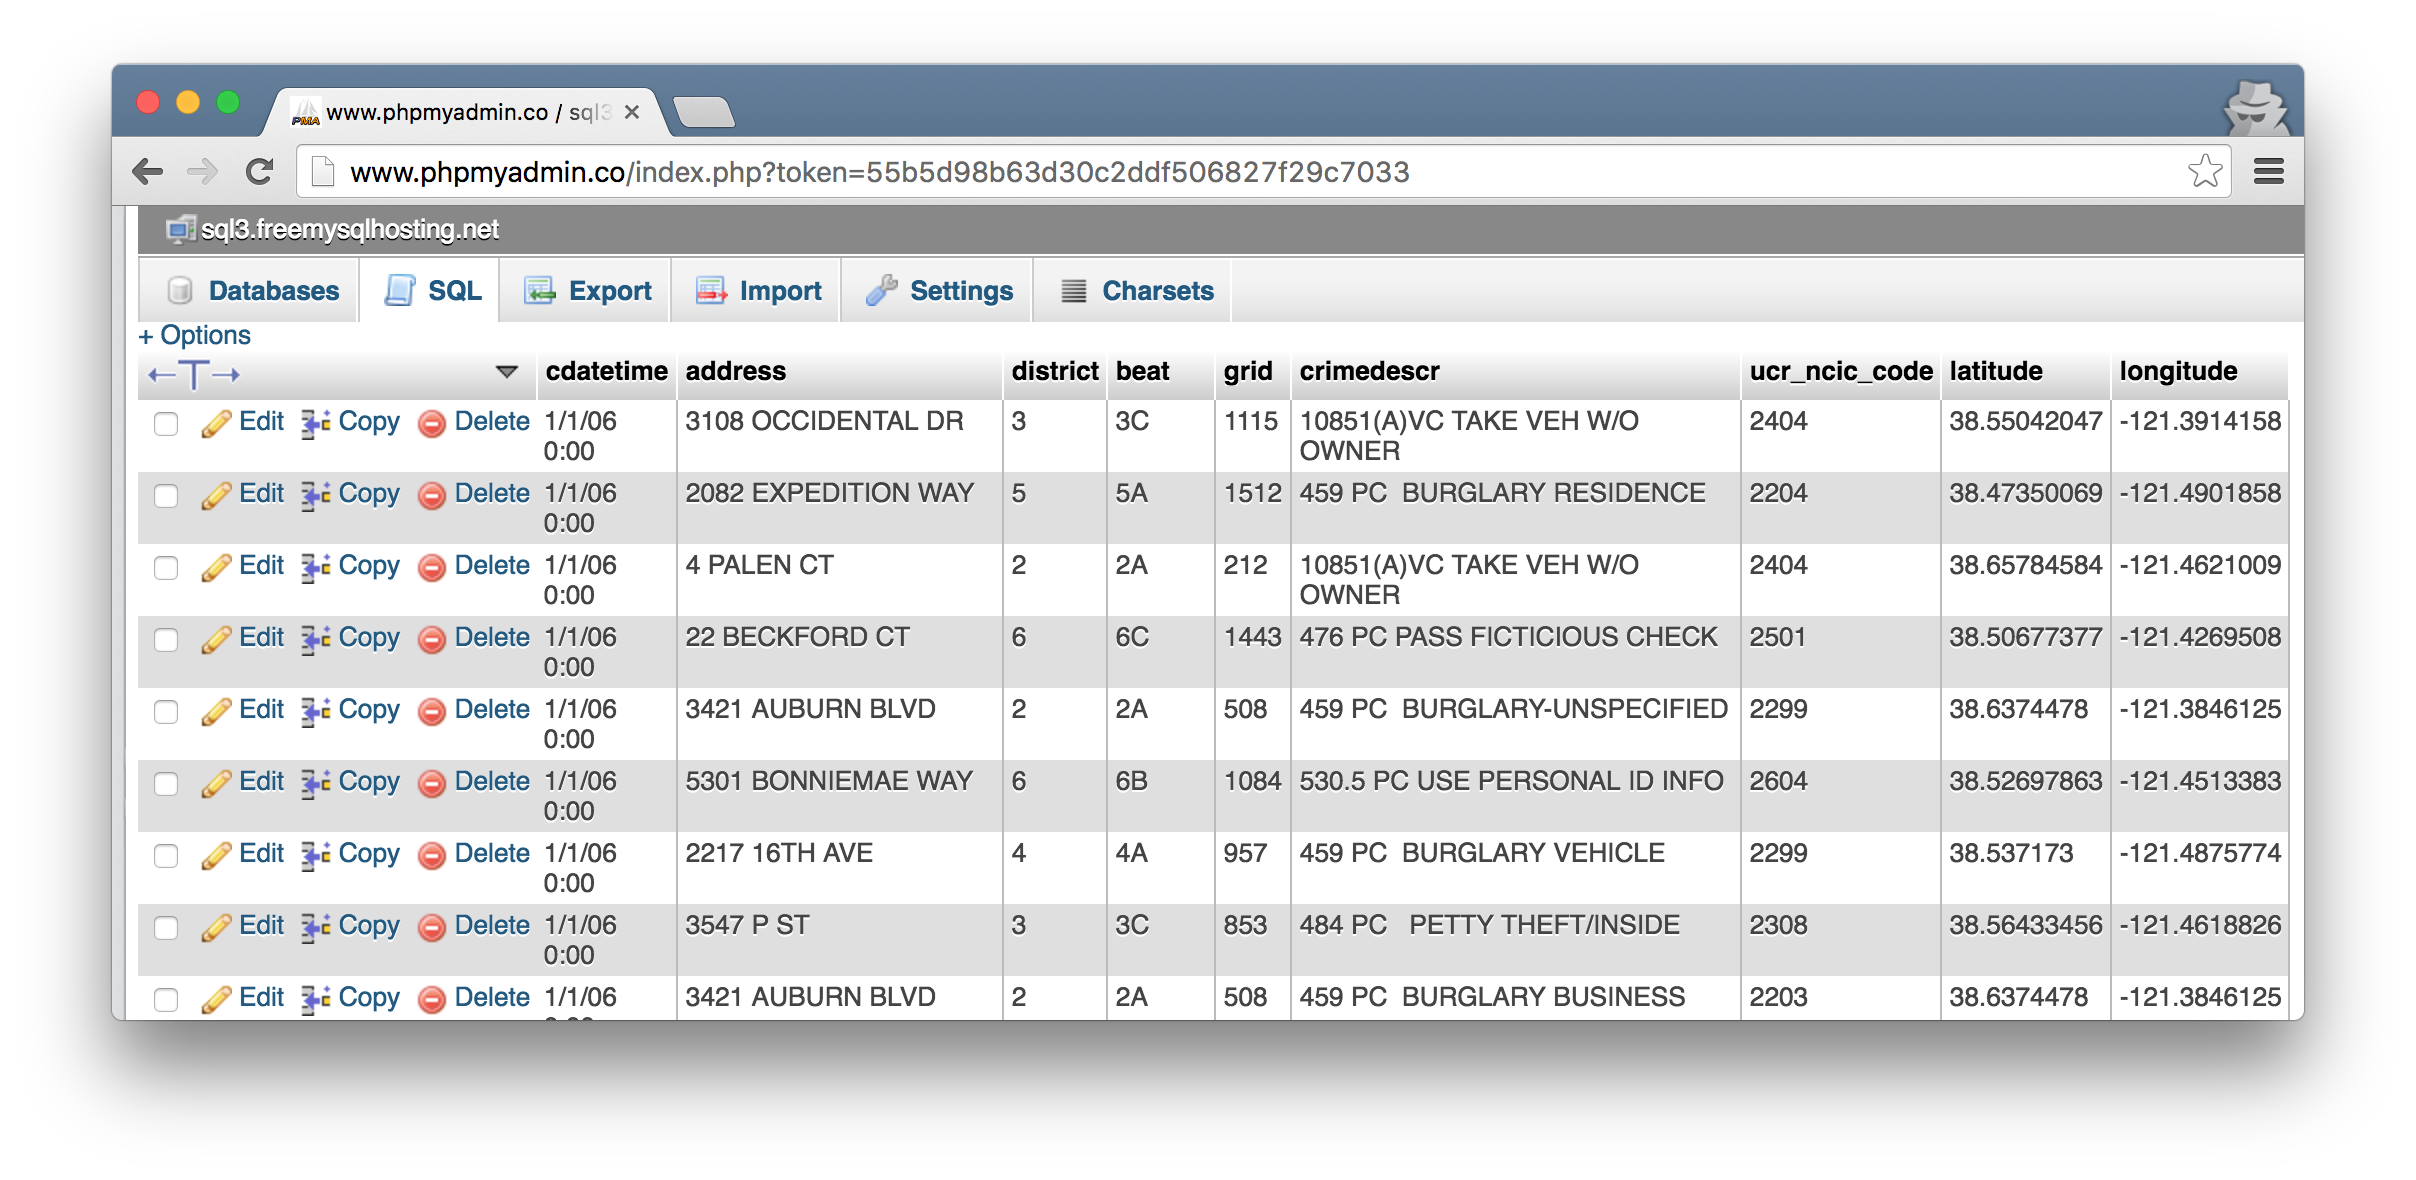 www.phpmyadmin.co / sql3
www.phpmyadmin.co/index.php?token=55b5d98b63d30c2ddf506827f29c7033
sql3.freemysqlhosting.net
Databases SQL Export Import Settings Charsets
+ Options
cdatetime address district beat grid crimedescr ucr_ncic_code latitude longitude
Edit Copy Delete 1/1/06 3108 OCCIDENTAL DR 3 3C 1115 10851(A)VC TAKE VEH W/O 2404 38.55042047 -121.3914158
0:00 OWNER
Edit Copy Delete 1/1/06 2082 EXPEDITION WAY 5 5A 1512 459 PC  BURGLARY RESIDENCE 2204 38.47350069 -121.4901858
0:00
Edit Copy Delete 1/1/06 4 PALEN CT 2 2A 212 10851(A)VC TAKE VEH W/O 2404 38.65784584 -121.4621009
0:00 OWNER
Edit Copy Delete 1/1/06 22 BECKFORD CT 6 6C 1443 476 PC PASS FICTICIOUS CHECK 2501 38.50677377 -121.4269508
0:00
Edit Copy Delete 1/1/06 3421 AUBURN BLVD 2 2A 508 459 PC  BURGLARY-UNSPECIFIED 2299 38.6374478 -121.3846125
0:00
Edit Copy Delete 1/1/06 5301 BONNIEMAE WAY 6 6B 1084 530.5 PC USE PERSONAL ID INFO 2604 38.52697863 -121.4513383
0:00
Edit Copy Delete 1/1/06 2217 16TH AVE 4 4A 957 459 PC  BURGLARY VEHICLE 2299 38.537173 -121.4875774
0:00
Edit Copy Delete 1/1/06 3547 P ST 3 3C 853 484 PC   PETTY THEFT/INSIDE 2308 38.56433456 -121.4618826
0:00
Edit Copy Delete 1/1/06 3421 AUBURN BLVD 2 2A 508 459 PC  BURGLARY BUSINESS 2203 38.6374478 -121.3846125